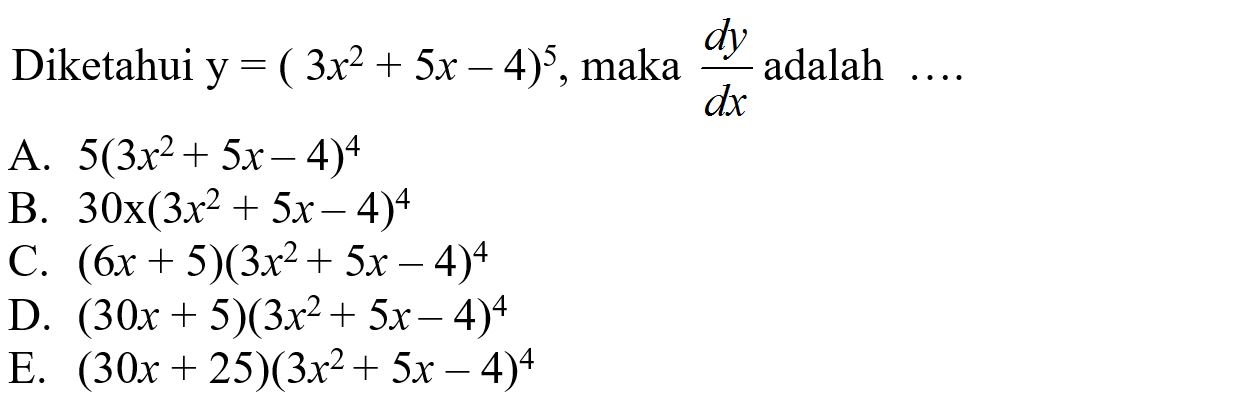 Diketahui y = ( 3x² + 5x – 4)⁵, maka dy/dx adalah ….
A. 5(3x² + 5x – 4)⁴
B. 30x(3x² + 5x – 4)⁴
C. (6x + 5)(3x² + 5x – 4)⁴
D. (30x + 5)(3x² + 5x – 4)⁴
E. (30x + 25)(3x² + 5x – 4)⁴